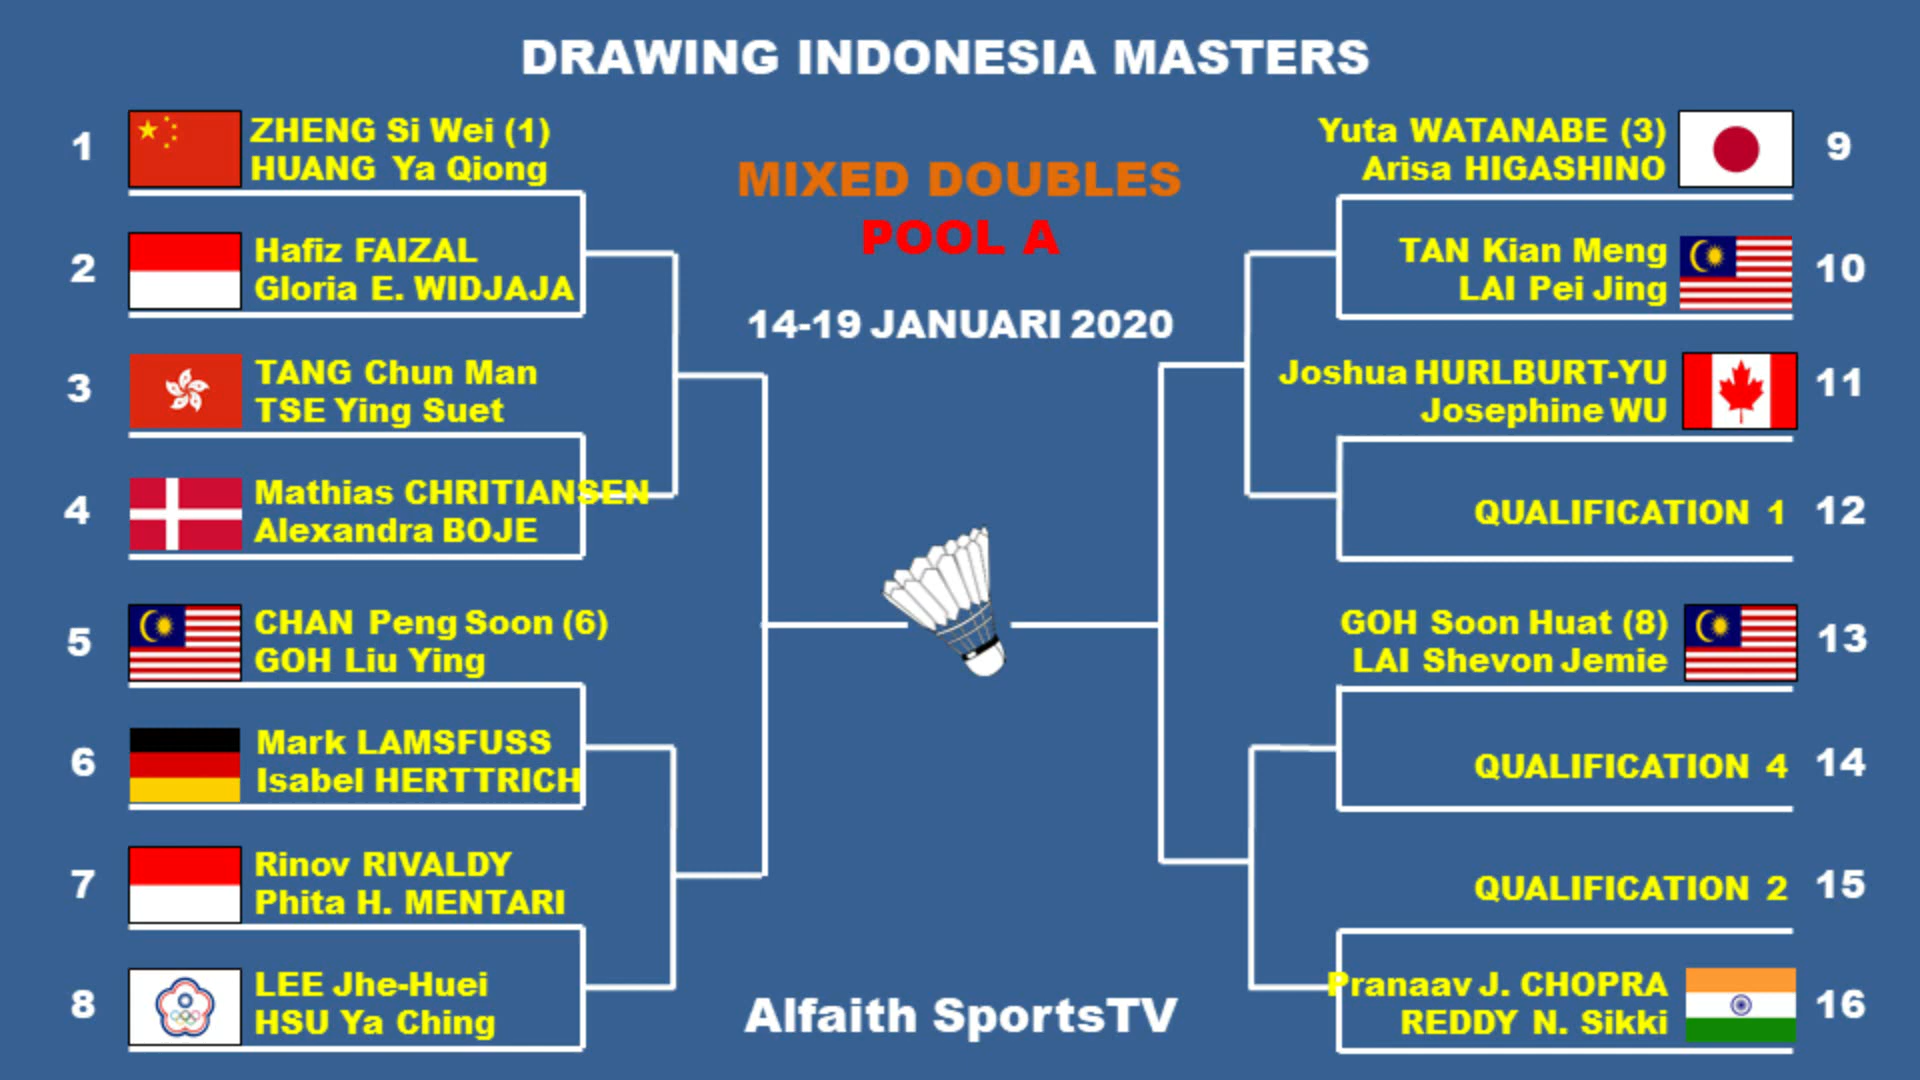 DRAWING INDONESIA MASTERS
MIXED DOUBLES
POOL A
14-19 JANUARI 2020
1
ZHENG Si Wei (1)
HUANG Ya Qiong
2
Hafiz FAIZAL
Gloria E. WIDJAJA
3
TANG Chun Man
TSE Ying Suet
4
Mathias CHRITIANSEN
Alexandra BOJE
5
CHAN Peng Soon (6)
GOH Liu Ying
6
Mark LAMSFUSS
Isabel HERTTRICH
7
Rinov RIVALDY
Phita H. MENTARI
8
LEE Jhe-Huei
HSU Ya Ching
Yuta WATANABE (3)
Arisa HIGASHINO
9
TAN Kian Meng
LAI Pei Jing
10
Joshua HURLBURT-YU
Josephine WU
11
QUALIFICATION 1
12
GOH Soon Huat (8)
LAI Shevon Jemie
13
QUALIFICATION 4
14
QUALIFICATION 2
15
Pranaav J. CHOPRA
REDDY N. Sikki
16
Alfaith SportsTV